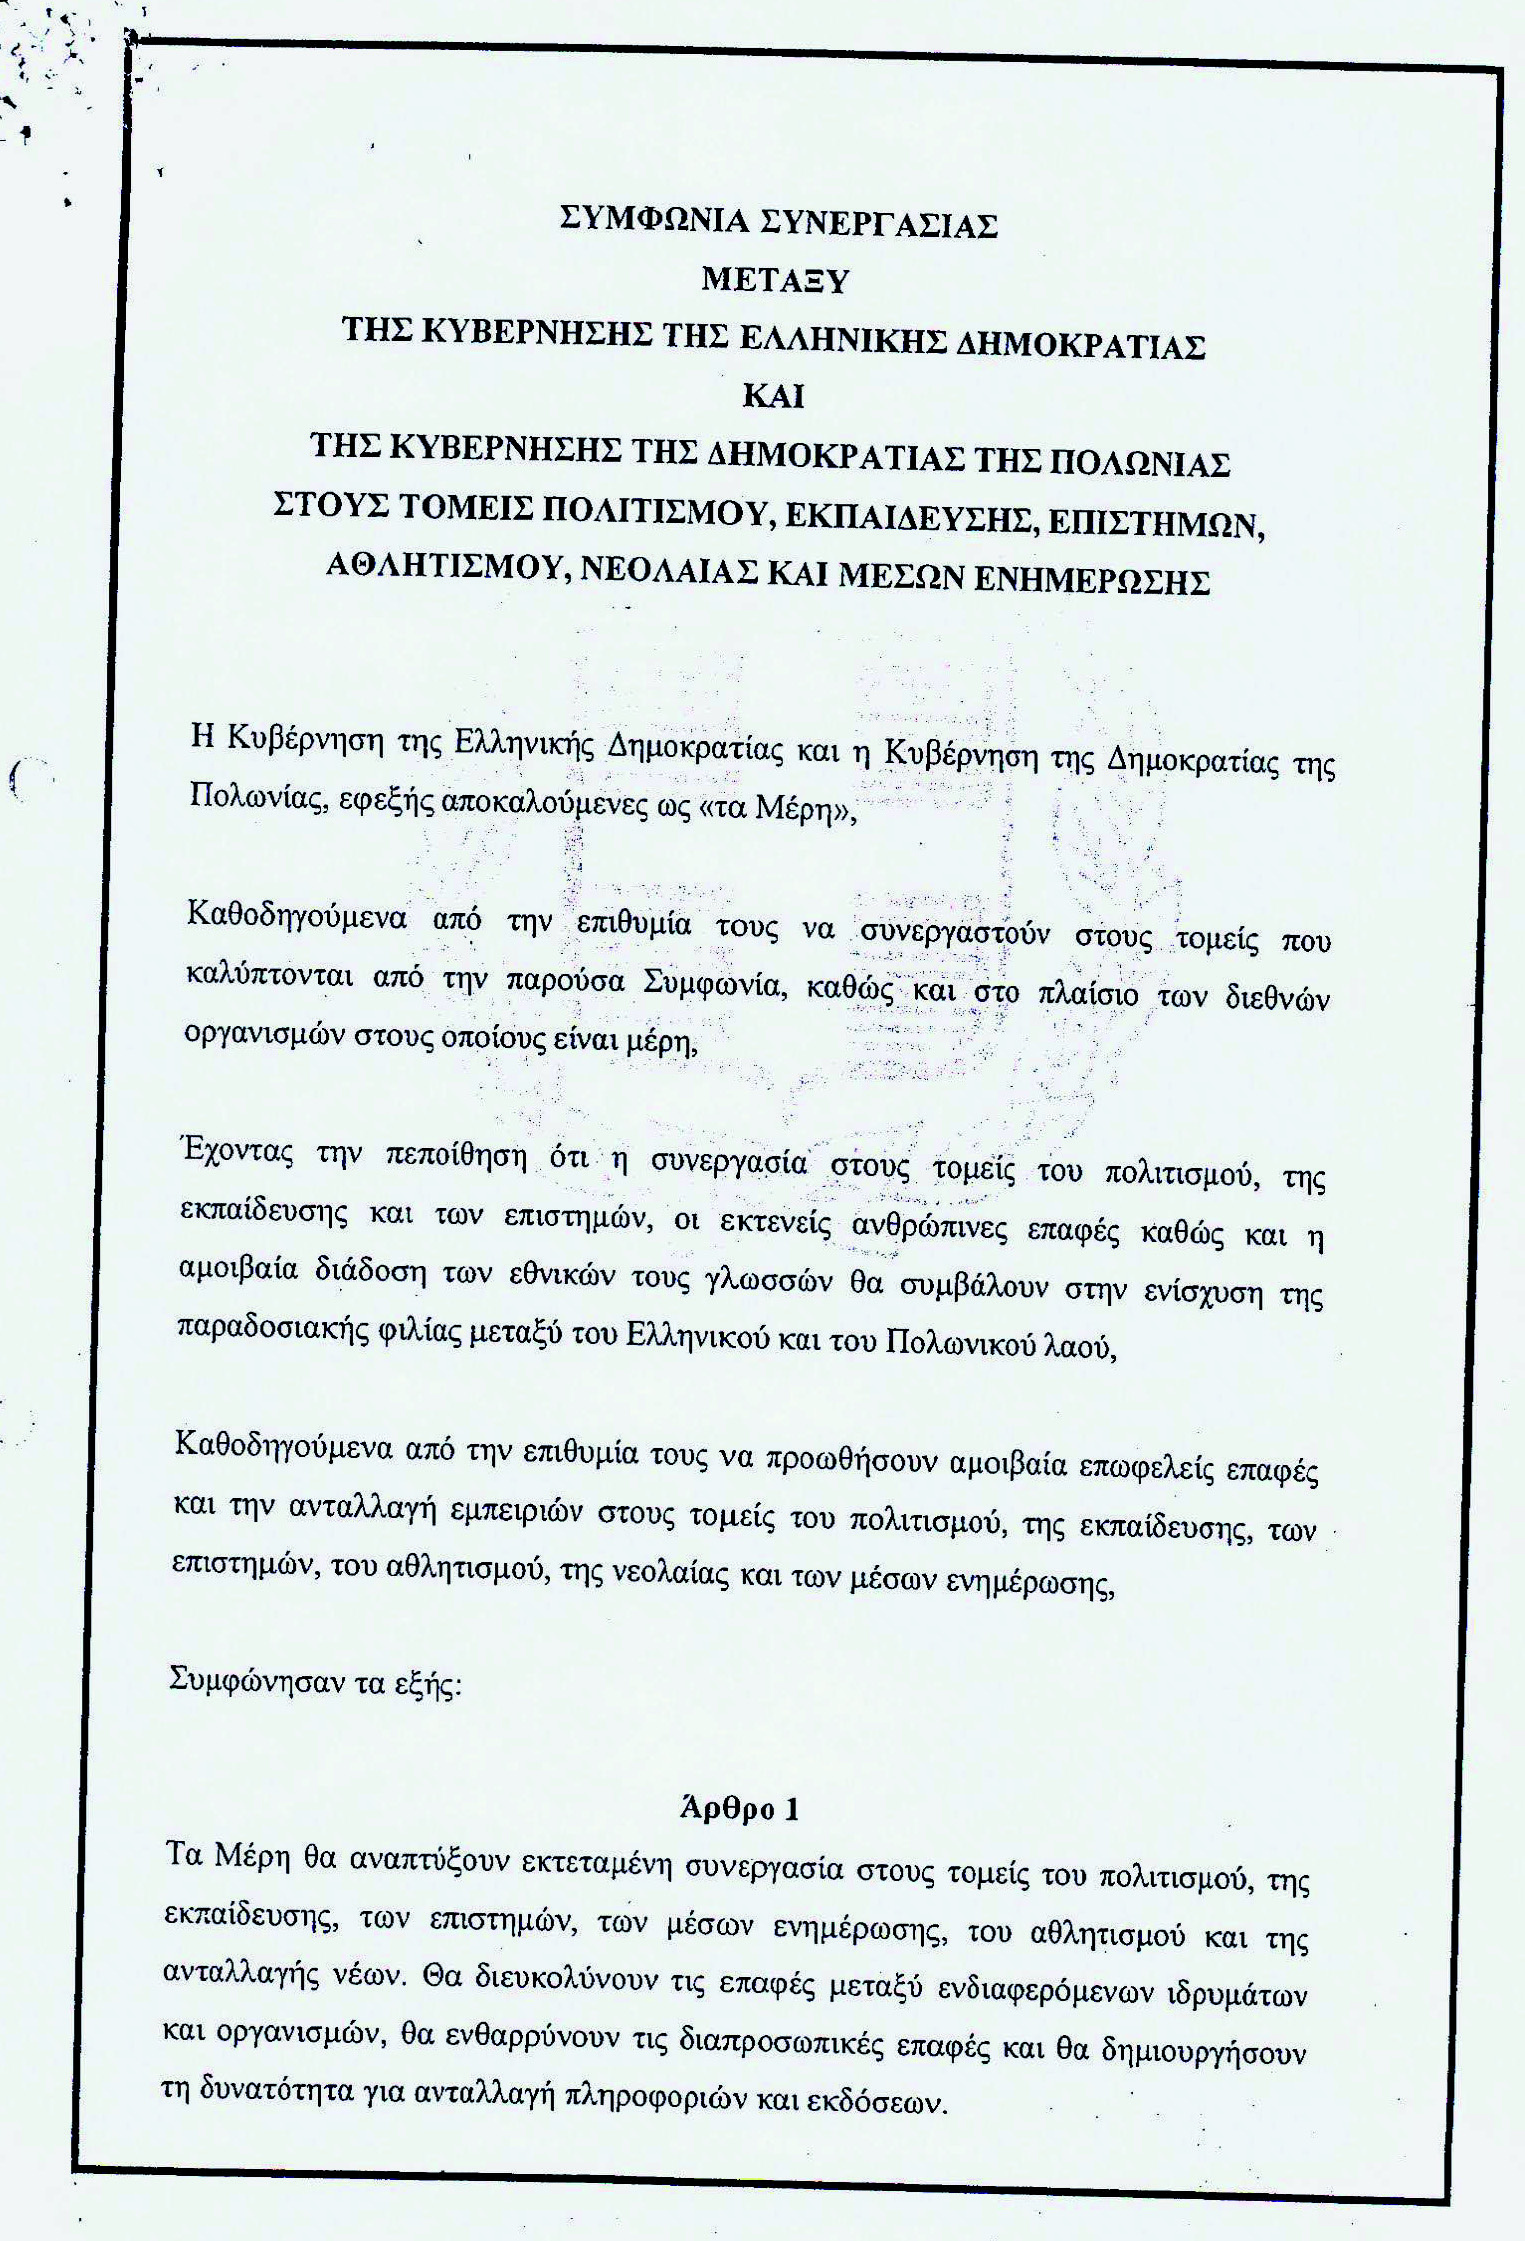 ΣΥΜΦΩΝΙΑ ΣΥΝΕΡΓΑΣΙΑΣ
ΜΕΤΑΞΥ
ΤΗΣ ΚΥΒΕΡΝΗΣΗΣ ΤΗΣ ΕΛΛΗΝΙΚΗΣ ΔΗΜΟΚΡΑΤΙΑΣ
ΚΑΙ
ΤΗΣ ΚΥΒΕΡΝΗΣΗΣ ΤΗΣ ΔΗΜΟΚΡΑΤΙΑΣ ΤΗΣ ΠΟΛΩΝΙΑΣ
ΣΤΟΥΣ ΤΟΜΕΙΣ ΠΟΛΙΤΙΣΜΟΥ, ΕΚΠΑΙΔΕΥΣΗΣ, ΕΠΙΣΤΗΜΩΝ,
ΑΘΛΗΤΙΣΜΟΥ, ΝΕΟΛΑΙΑΣ ΚΑΙ ΜΕΣΩΝ ΕΝΗΜΕΡΩΣΗΣ
Η Κυβέρνηση της Ελληνικής Δημοκρατίας και η Κυβέρνηση της Δημοκρατίας της
Πολωνίας, εφεξής αποκαλούμενες ως «τα Μέρη»,
Καθοδηγούμενα από την επιθυμία τους να συνεργαστούν στους τομείς που
καλύπτονται από την παρούσα Συμφωνία, καθώς και στο πλαίσιο των διεθνών
οργανισμών στους οποίους είναι μέρη,
Έχοντας την πεποίθηση ότι η συνεργασία στους τομείς του πολιτισμού, της
εκπαίδευσης και των επιστημών, οι εκτενείς ανθρώπινες επαφές καθώς και η
αμοιβαία διάδοση των εθνικών τους γλωσσών θα συμβάλουν στην ενίσχυση της
παραδοσιακής φιλίας μεταξύ του Ελληνικού και του Πολωνικού λαού,
Καθοδηγούμενα από την επιθυμία τους να προωθήσουν αμοιβαία επωφελείς επαφές
και την ανταλλαγή εμπειριών στους τομείς του πολιτισμού, της εκπαίδευσης, των
επιστημών, του αθλητισμού, της νεολαίας και των μέσων ενημέρωσης,
Συμφώνησαν τα εξής:
Άρθρο 1
Τα Μέρη θα αναπτύξουν εκτεταμένη συνεργασία στους τομείς του πολιτισμού, της
εκπαίδευσης, των επιστημών, των μέσων ενημέρωσης, του αθλητισμού και της
ανταλλαγής νέων. Θα διευκολύνουν τις επαφές μεταξύ ενδιαφερόμενων ιδρυμάτων
και οργανισμών, θα ενθαρρύνουν τις διαπροσωπικές επαφές και θα δημιουργήσουν
τη δυνατότητα για ανταλλαγή πληροφοριών και εκδόσεων.